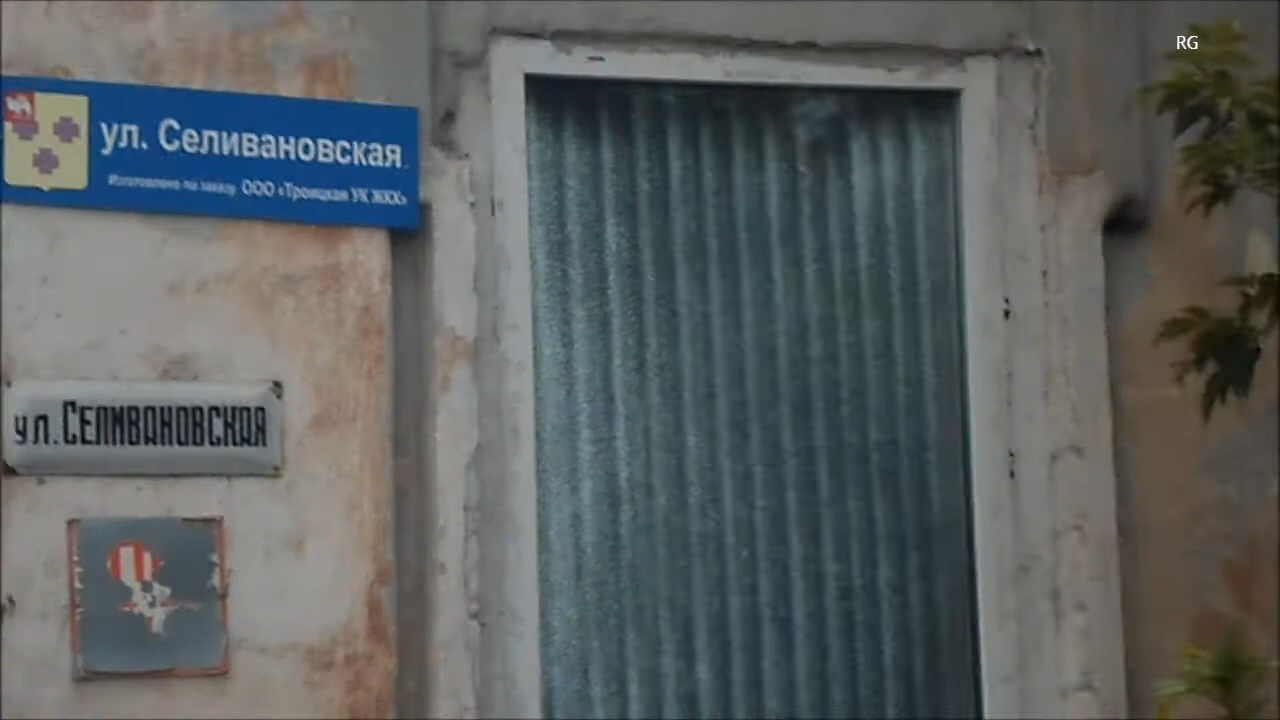 RG
ул. Селивановская
Изготовлено по заказу ООО «Троицкая УК ЖКХ»
ул. СЕЛИВАНОВСКАЯ